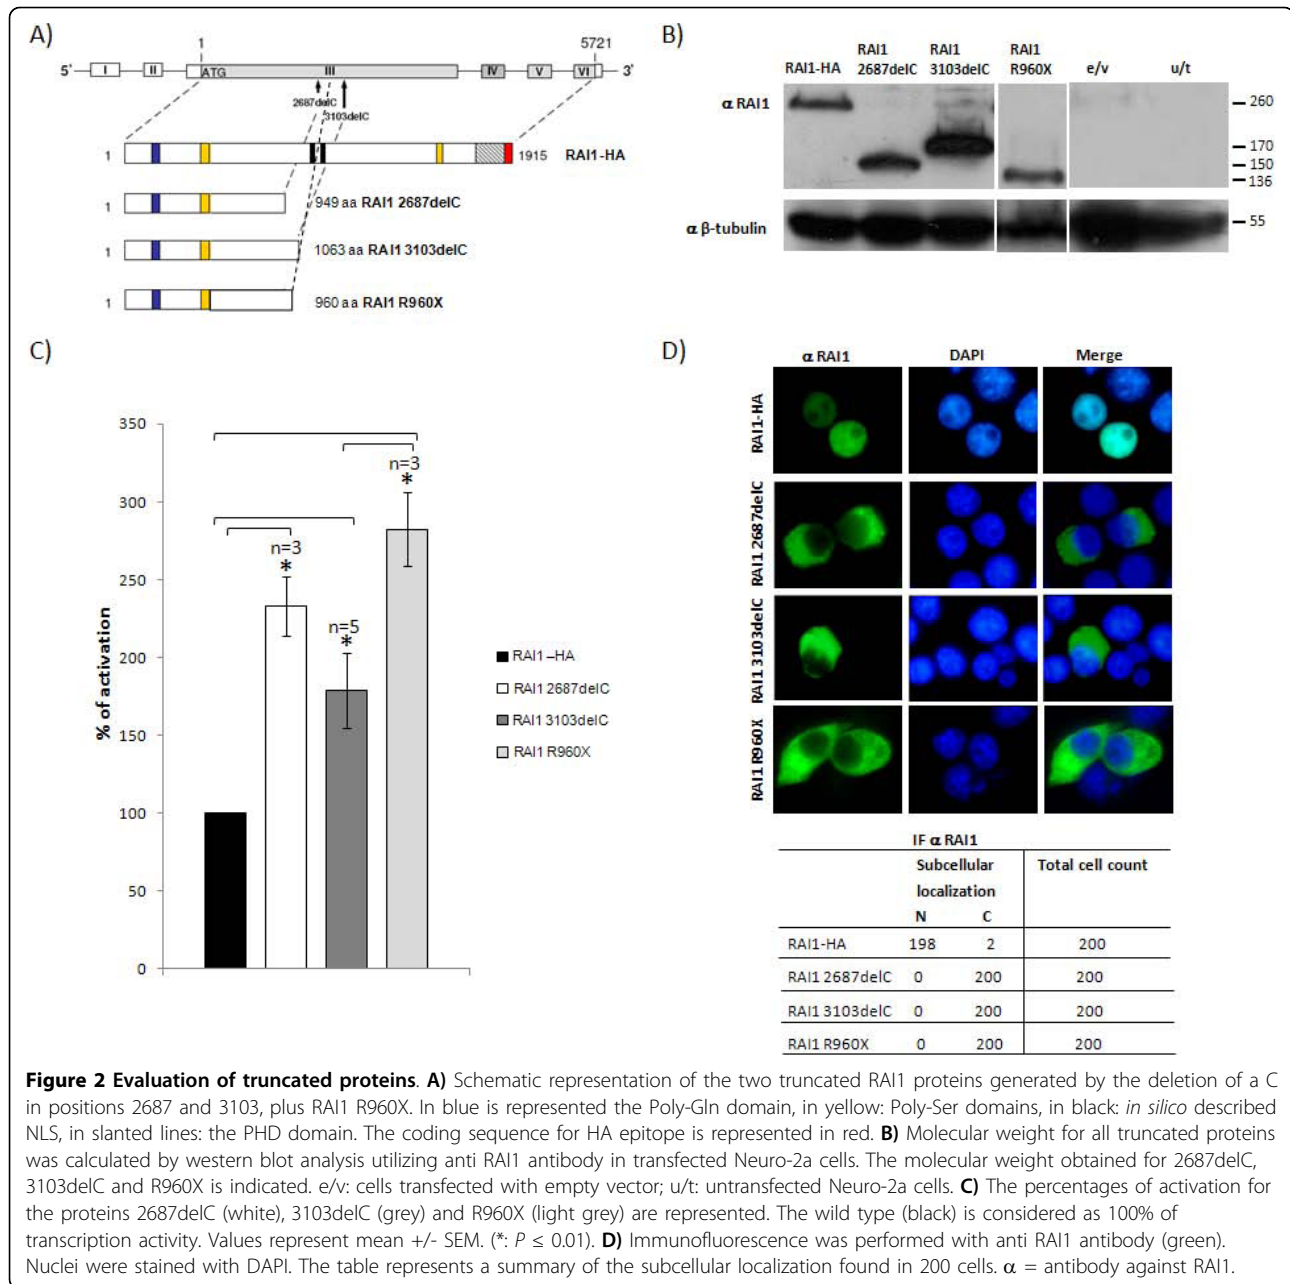 A)
1
5721
5'
I
II
ATG
III
IV
V
VI
3'
2687delC
3103delC
1
1915
RAI1-HA
1
949 aa RAI1 2687delC
1
1063 aa RAI1 3103delC
1
960 aa RAI1 R960X
B)
RAI1-HA
RAI1 2687delC
RAI1 3103delC
RAI1 R960X
e/v
u/t
α RAI1
260
170
150
136
α β-tubulin
55
C)
% of activation
350
300
250
200
150
100
50
0
n=3
*
n=5
*
n=3
*
RAI1 –HA
RAI1 2687delC
RAI1 3103delC
RAI1 R960X
D)
α RAI1 DAPI Merge
RAI1-HA
RAI1 2687delC
RAI1 3103delC
RAI1 R960X
IF α RAI1
Subcellular localization Total cell count
N C
RAI1-HA 198 2 200
RAI1 2687delC 0 200 200
RAI1 3103delC 0 200 200
RAI1 R960X 0 200 200
Figure 2 Evaluation of truncated proteins. A) Schematic representation of the two truncated RAI1 proteins generated by the deletion of a C
in positions 2687 and 3103, plus RAI1 R960X. In blue is represented the Poly-Gln domain, in yellow: Poly-Ser domains, in black: in silico described
NLS, in slanted lines: the PHD domain. The coding sequence for HA epitope is represented in red. B) Molecular weight for all truncated proteins
was calculated by western blot analysis utilizing anti RAI1 antibody in transfected Neuro-2a cells. The molecular weight obtained for 2687delC,
3103delC and R960X is indicated. e/v: cells transfected with empty vector; u/t: untransfected Neuro-2a cells. C) The percentages of activation for
the proteins 2687delC (white), 3103delC (grey) and R960X (light grey) are represented. The wild type (black) is considered as 100% of
transcription activity. Values represent mean +/- SEM. (*: P ≤ 0.01). D) Immunofluorescence was performed with anti RAI1 antibody (green).
Nuclei were stained with DAPI. The table represents a summary of the subcellular localization found in 200 cells. α = antibody against RAI1.